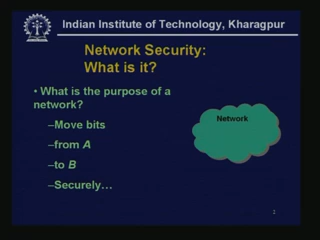 Indian Institute of Technology, Kharagpur
Network Security:
What is it?
• What is the purpose of a
network?
–Move bits
–from A
–to B
–Securely…
Network